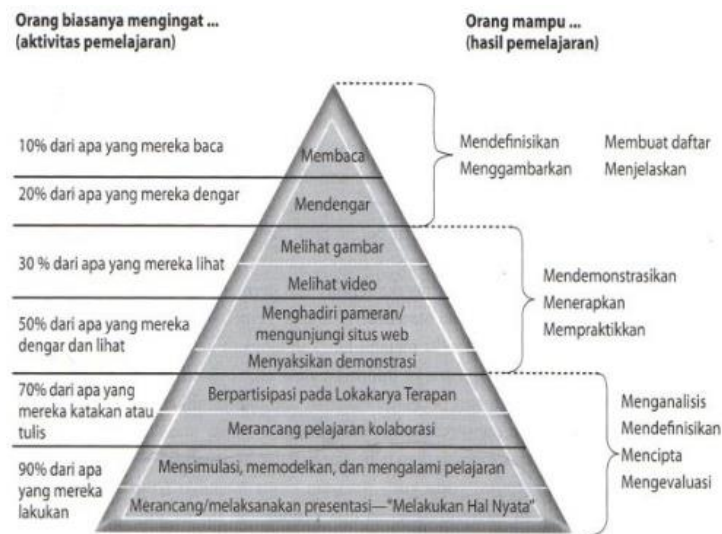 Orang biasanya mengingat ...
(aktivitas pemelajaran)
Orang mampu ...
(hasil pemelajaran)
10% dari apa yang mereka baca
20% dari apa yang mereka dengar
30 % dari apa yang mereka lihat
50% dari apa yang mereka
dengar dan lihat
70% dari apa yang
mereka katakan atau
tulis
90% dari apa
yang mereka
lakukan
Membaca
Mendengar
Melihat gambar
Melihat video
Menghadiri pameran/
mengunjungi situs web
Menyaksikan demonstrasi
Berpartisipasi pada Lokakarya Terapan
Merancang pelajaran kolaborasi
Mensimulasi, memodelkan, dan mengalami pelajaran
Merancang/melaksanakan presentasi—"Melakukan Hal Nyata"
Mendefinisikan Membuat daftar
Menggambarkan Menjelaskan
Mendemonstrasikan
Menerapkan
Mempraktikkan
Menganalisis
Mendefinisikan
Mencipta
Mengevaluasi